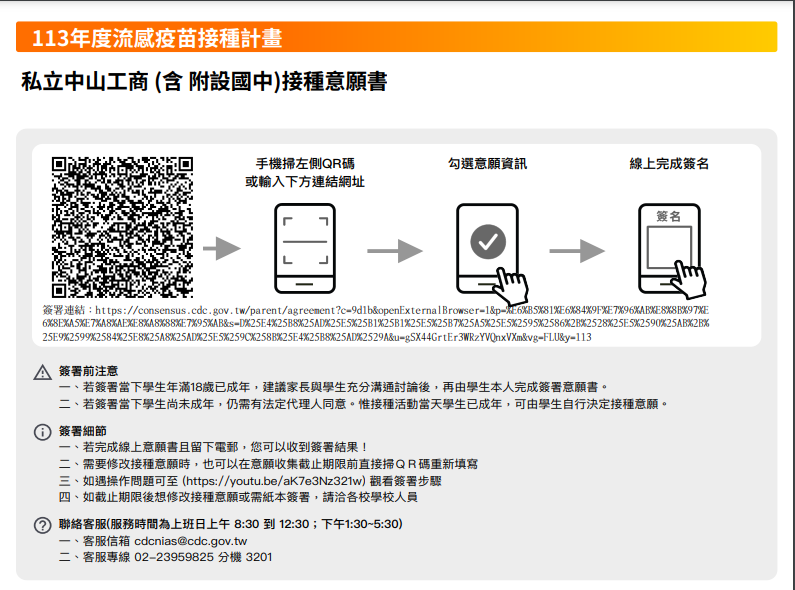 113年度流感疫苗接種計畫
私立中山工商 (含 附設國中)接種意願書
手機掃左側QR碼
或輸入下方連結網址
勾選意願資訊
線上完成簽名
簽名
簽署連結：https://consensus.cdc.gov.tw/parent/agreement?c=9d1b&openExternalBrowser=1&p=%E6%B5%81%E6%84%9F%E7%96%AB%E8%8B%97%E
6%8E%A5%E7%A8%AE%E8%A8%88%E7%95%AB&s=D%25E4%25B8%25AD%25E5%25B1%25B1%25E5%25B7%25A5%25E5%2595%2586%2B%2528%25E5%2590%25AB%2B%
25E9%2599%2584%25E8%25A8%25AD%25E5%259C%258B%25E4%25B8%25AD%2529A&u=gSX44GrtEr3WRzYVQnxVXm&vg=FLU&y=113
簽署前注意
一、若簽署當下學生年滿18歲已成年，建議家長與學生充分溝通討論後，再由學生本人完成簽署意願書。
二、若簽署當下學生尚未成年，仍需有法定代理人同意。惟接種活動當天學生已成年，可由學生自行決定接種意願。
簽署細節
一、若完成線上意願書且留下電郵，您可以收到簽署結果！
二、需要修改接種意願時，也可以在意願收集截止期限前直接掃ＱＲ碼重新填寫
三、如遇操作問題可至 (https://youtu.be/aK7e3Nz321w) 觀看簽署步驟
四、如截止期限後想修改接種意願或需紙本簽署，請洽各校學校人員
聯絡客服(服務時間為上班日上午 8:30 到 12:30；下午1:30~5:30)
一、客服信箱 cdcnias@cdc.gov.tw
二、客服專線 02-23959825 分機 3201